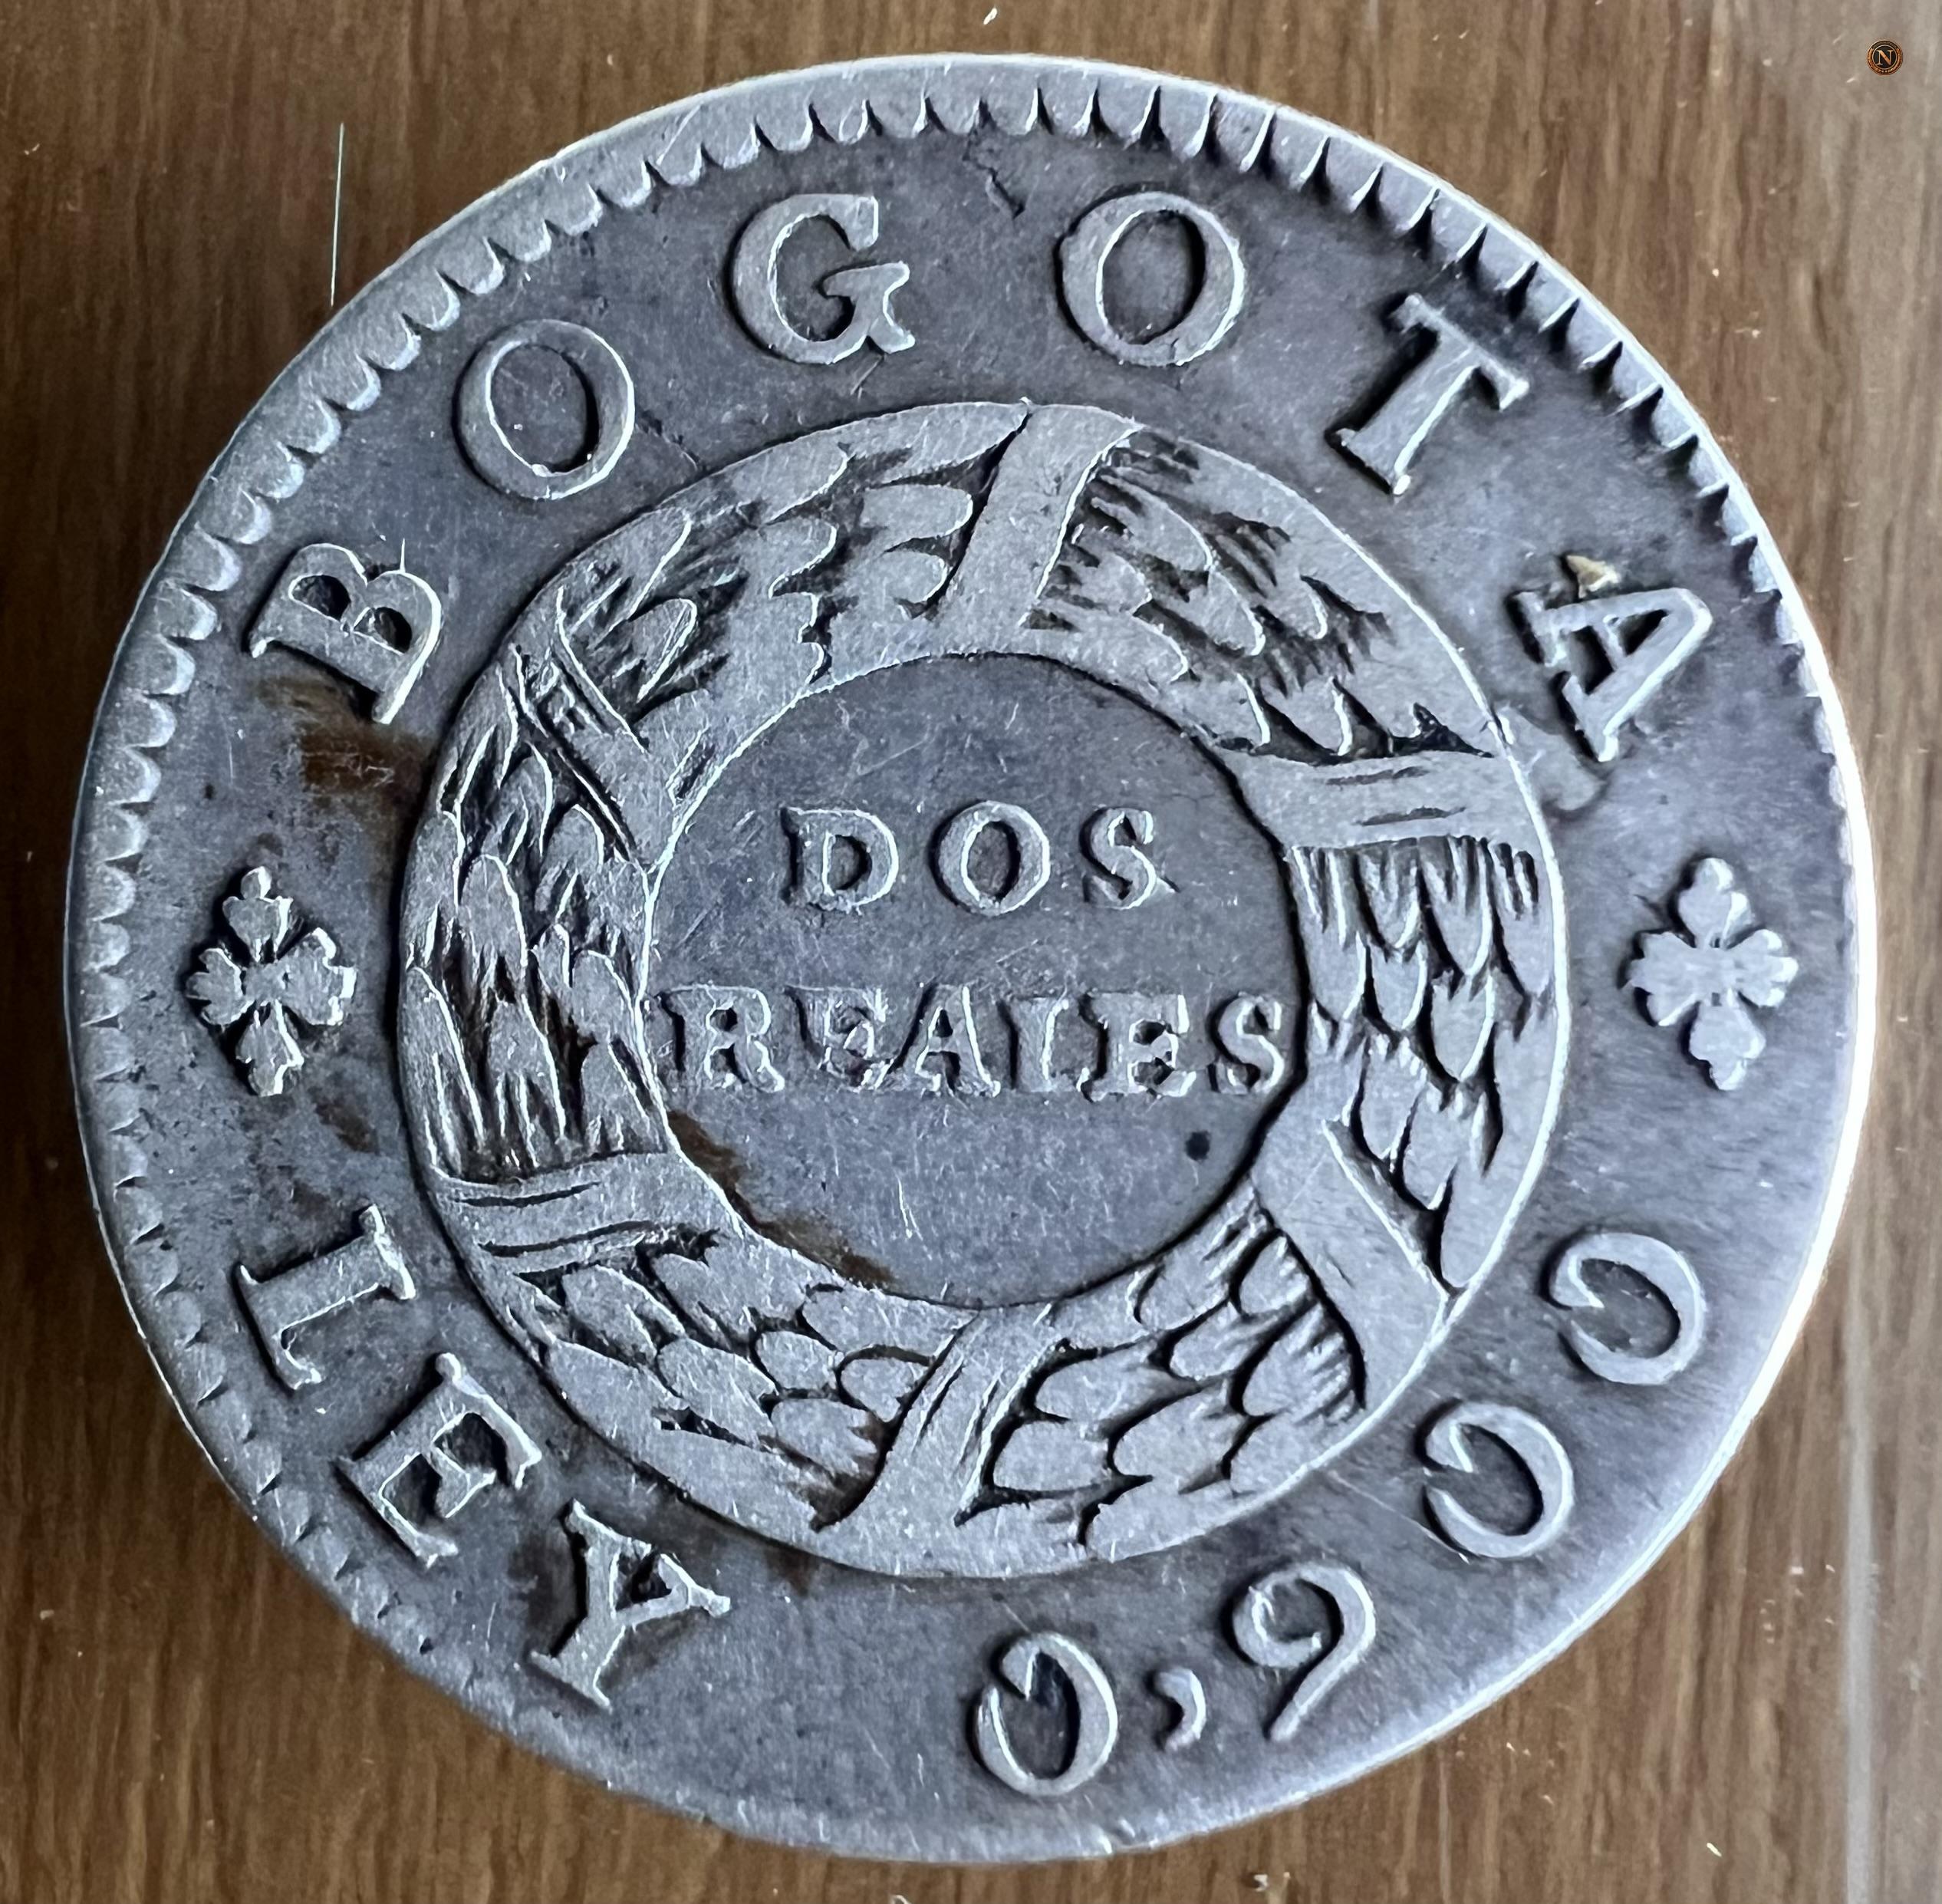 BOGOTA
DOS
REALES
LEY 0,900
N